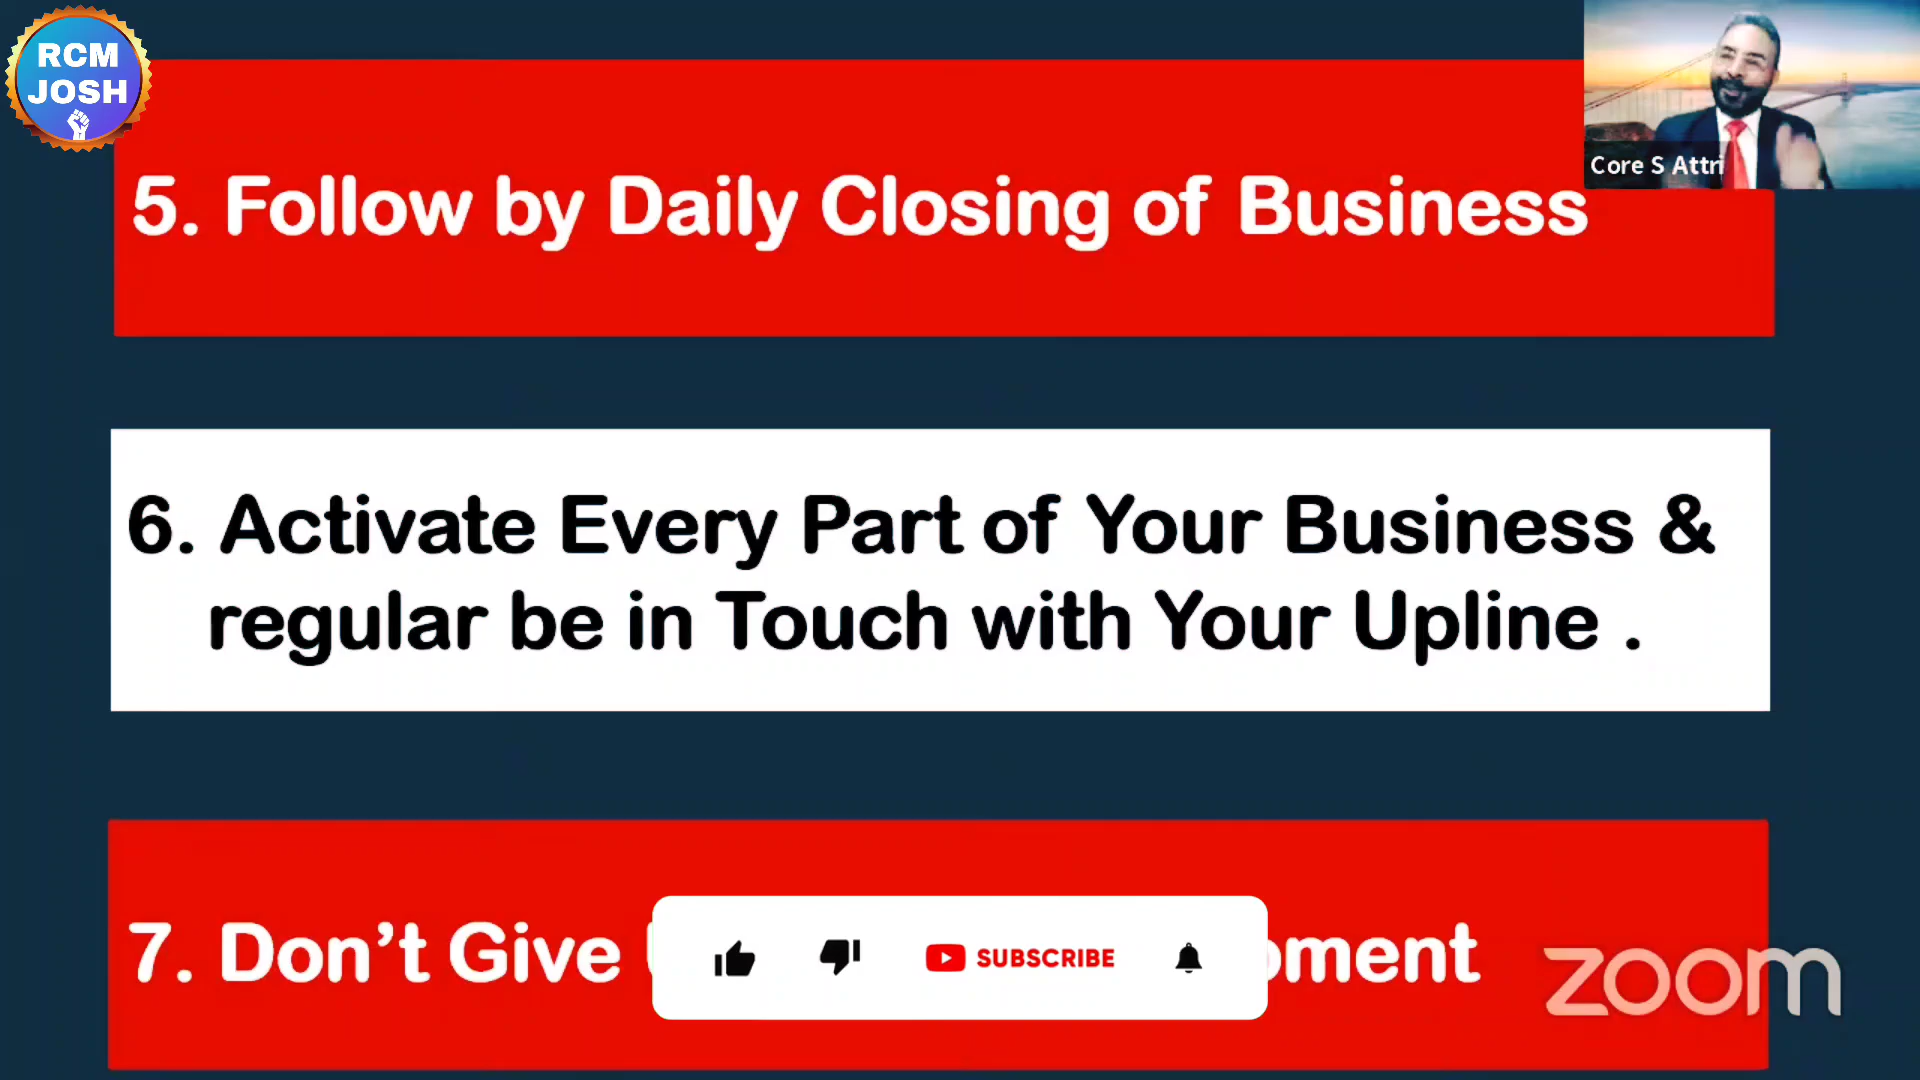 RCM
JOSH
Core S Attri
5. Follow by Daily Closing of Business
6. Activate Every Part of Your Business &
regular be in Touch with Your Upline .
7. Don’t Give
SUBSCRIBE
zoom